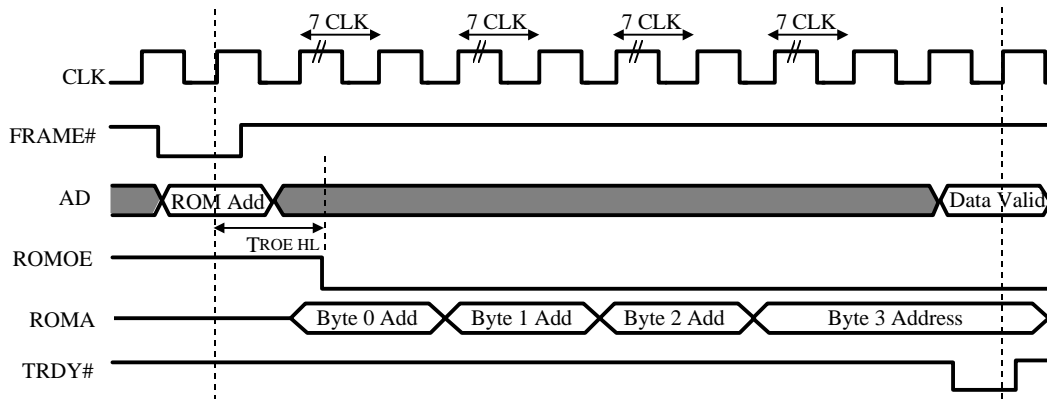 7 CLK 7 CLK 7 CLK 7 CLK
CLK
FRAME#
AD ROM Add Data Valid
TROE HL
ROMOE
ROMA Byte 0 Add Byte 1 Add Byte 2 Add Byte 3 Address
TRDY#